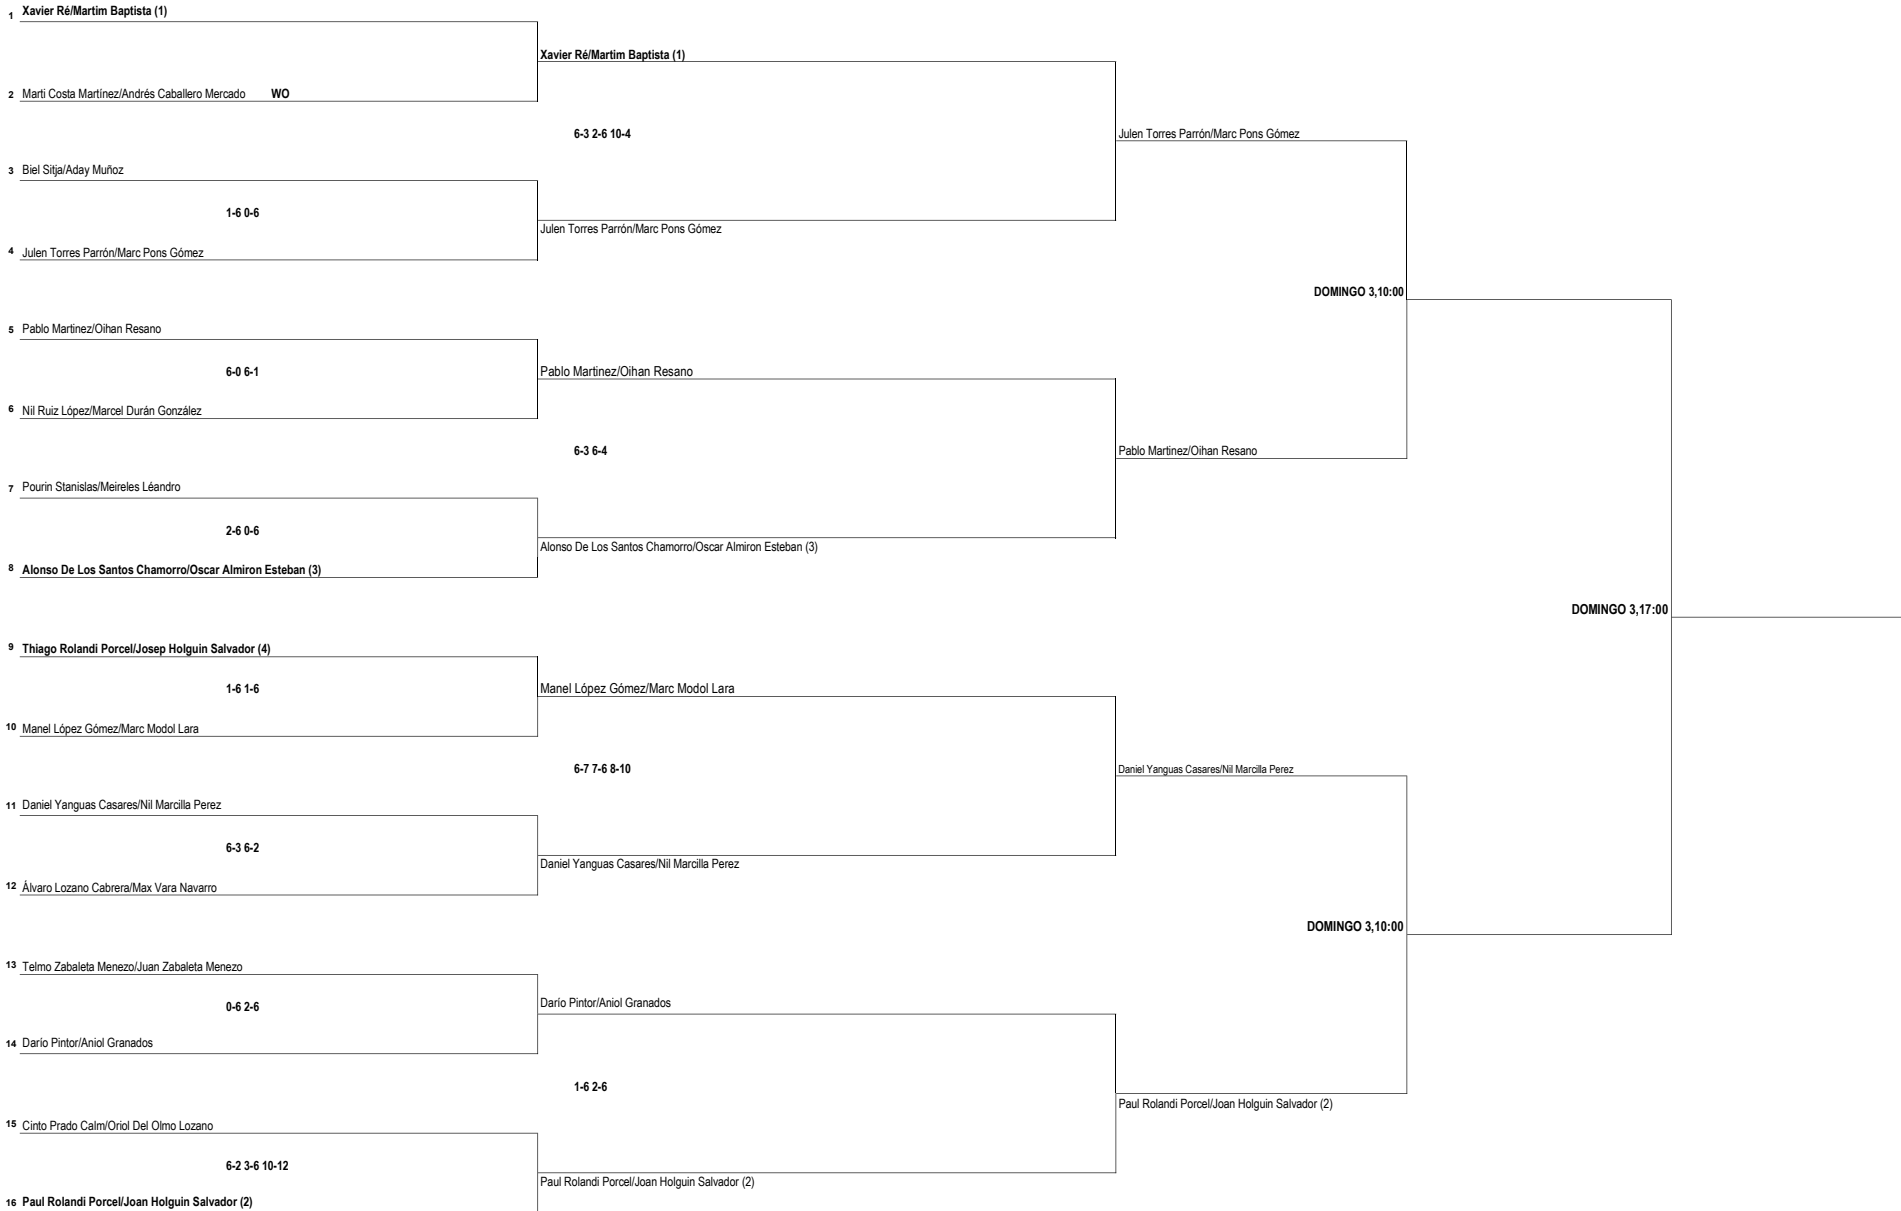 1 Xavier Ré/Martim Baptista (1)
Xavier Ré/Martim Baptista (1)
2 Marti Costa Martínez/Andrés Caballero Mercado WO
6-3 2-6 10-4
Julen Torres Parrón/Marc Pons Gómez
3 Biel Sitja/Aday Muñoz
1-6 0-6
Julen Torres Parrón/Marc Pons Gómez
4 Julen Torres Parrón/Marc Pons Gómez
DOMINGO 3,10:00
5 Pablo Martinez/Oihan Resano
6-0 6-1
Pablo Martinez/Oihan Resano
6 Nil Ruiz López/Marcel Durán González
6-3 6-4
Pablo Martinez/Oihan Resano
7 Pourin Stanislas/Meireles Léandro
2-6 0-6
Alonso De Los Santos Chamorro/Oscar Almiron Esteban (3)
8 Alonso De Los Santos Chamorro/Oscar Almiron Esteban (3)
DOMINGO 3,17:00
9 Thiago Rolandi Porcel/Josep Holguin Salvador (4)
1-6 1-6
Manel López Gómez/Marc Modol Lara
10 Manel López Gómez/Marc Modol Lara
6-7 7-6 8-10
Daniel Yanguas Casares/Nil Marcilla Perez
11 Daniel Yanguas Casares/Nil Marcilla Perez
6-3 6-2
Daniel Yanguas Casares/Nil Marcilla Perez
12 Álvaro Lozano Cabrera/Max Vara Navarro
DOMINGO 3,10:00
13 Telmo Zabaleta Menezo/Juan Zabaleta Menezo
0-6 2-6
Darío Pintor/Aniol Granados
14 Darío Pintor/Aniol Granados
1-6 2-6
Paul Rolandi Porcel/Joan Holguin Salvador (2)
15 Cinto Prado Calm/Oriol Del Olmo Lozano
6-2 3-6 10-12
Paul Rolandi Porcel/Joan Holguin Salvador (2)
16 Paul Rolandi Porcel/Joan Holguin Salvador (2)